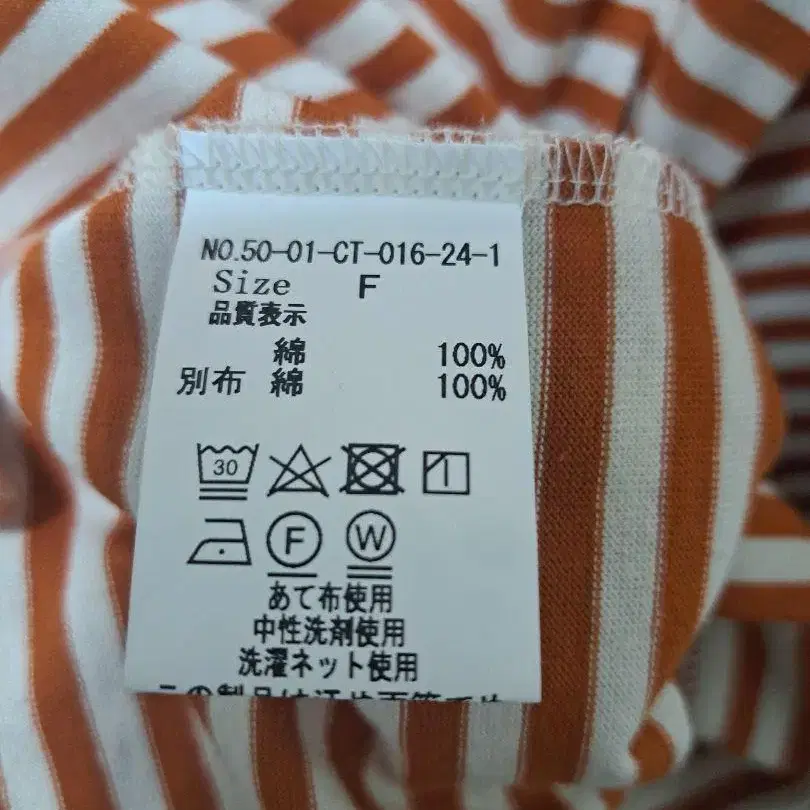 NO.50-01-CT-016-24-1
Size F
品質表示
綿 100%
別布 綿 100%
30
F W
あて布使用
中性洗剤使用
洗濯ネット使用